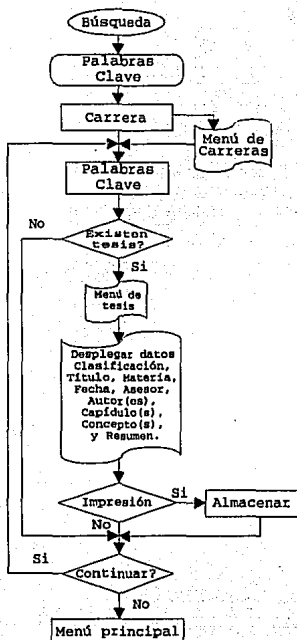 Búsqueda
Palabras
Clave
Carrera
Menú de
Carreras
Palabras
Clave
No
Existen
tesis?
Si
Menú de
tesis
Desplegar datos
Clasificación,
Título, Materia,
Fecha, Asesor,
Autor(es),
Capídulo(s),
Concepto(s),
y Resumen.
Impresión
Si
Almacenar
No
Si
Continuar?
No
Menú principal